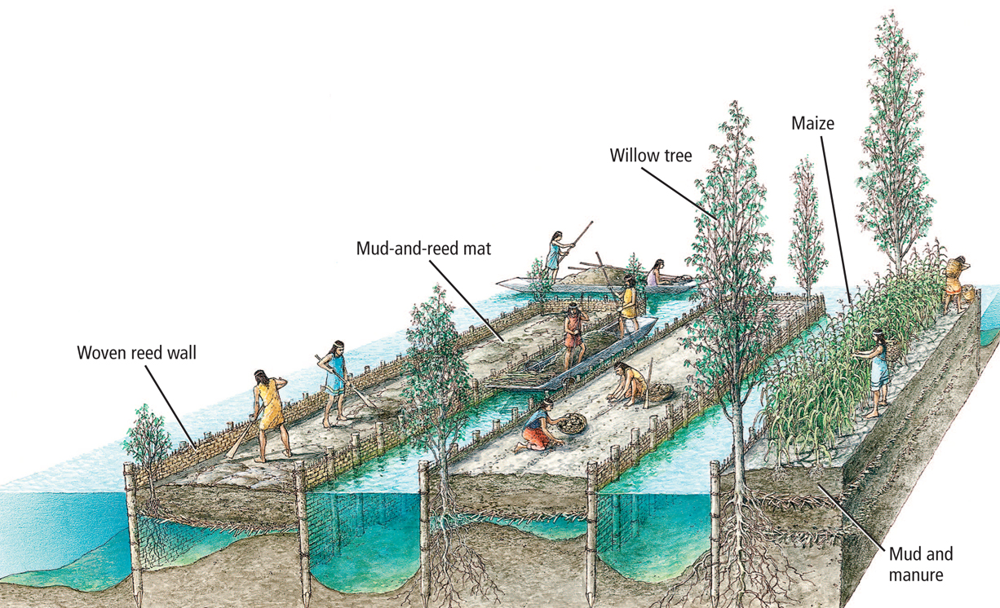 Maize
Willow tree
Mud-and-reed mat
Woven reed wall
Mud and
manure